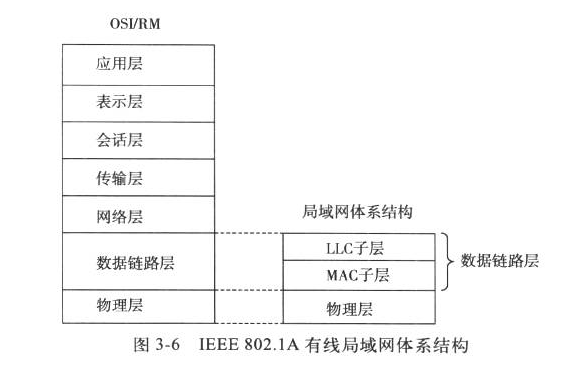 OSI/RM
应用层
表示层
会话层
传输层
网络层
数据链路层
物理层
局域网体系结构
LLC子层
MAC子层
物理层
数据链路层
图 3-6 IEEE 802.1A 有线局域网体系结构